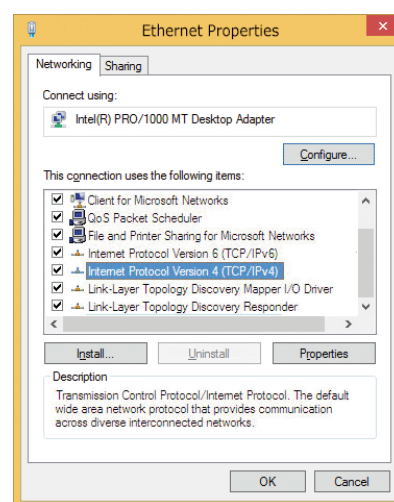 Ethernet Properties
Networking
Sharing
Connect using:
Intel(R) PRO/1000 MT Desktop Adapter
Configure...
This connection uses the following items:
Client for Microsoft Networks
QoS Packet Scheduler
File and Printer Sharing for Microsoft Networks
Internet Protocol Version 6 (TCP/IPv6)
Internet Protocol Version 4 (TCP/IPv4)
Link-Layer Topology Discovery Mapper I/O Driver
Link-Layer Topology Discovery Responder
Install...
Uninstall
Properties
Description
Transmission Control Protocol/Internet Protocol. The default
wide area network protocol that provides communication
across diverse interconnected networks.
OK
Cancel